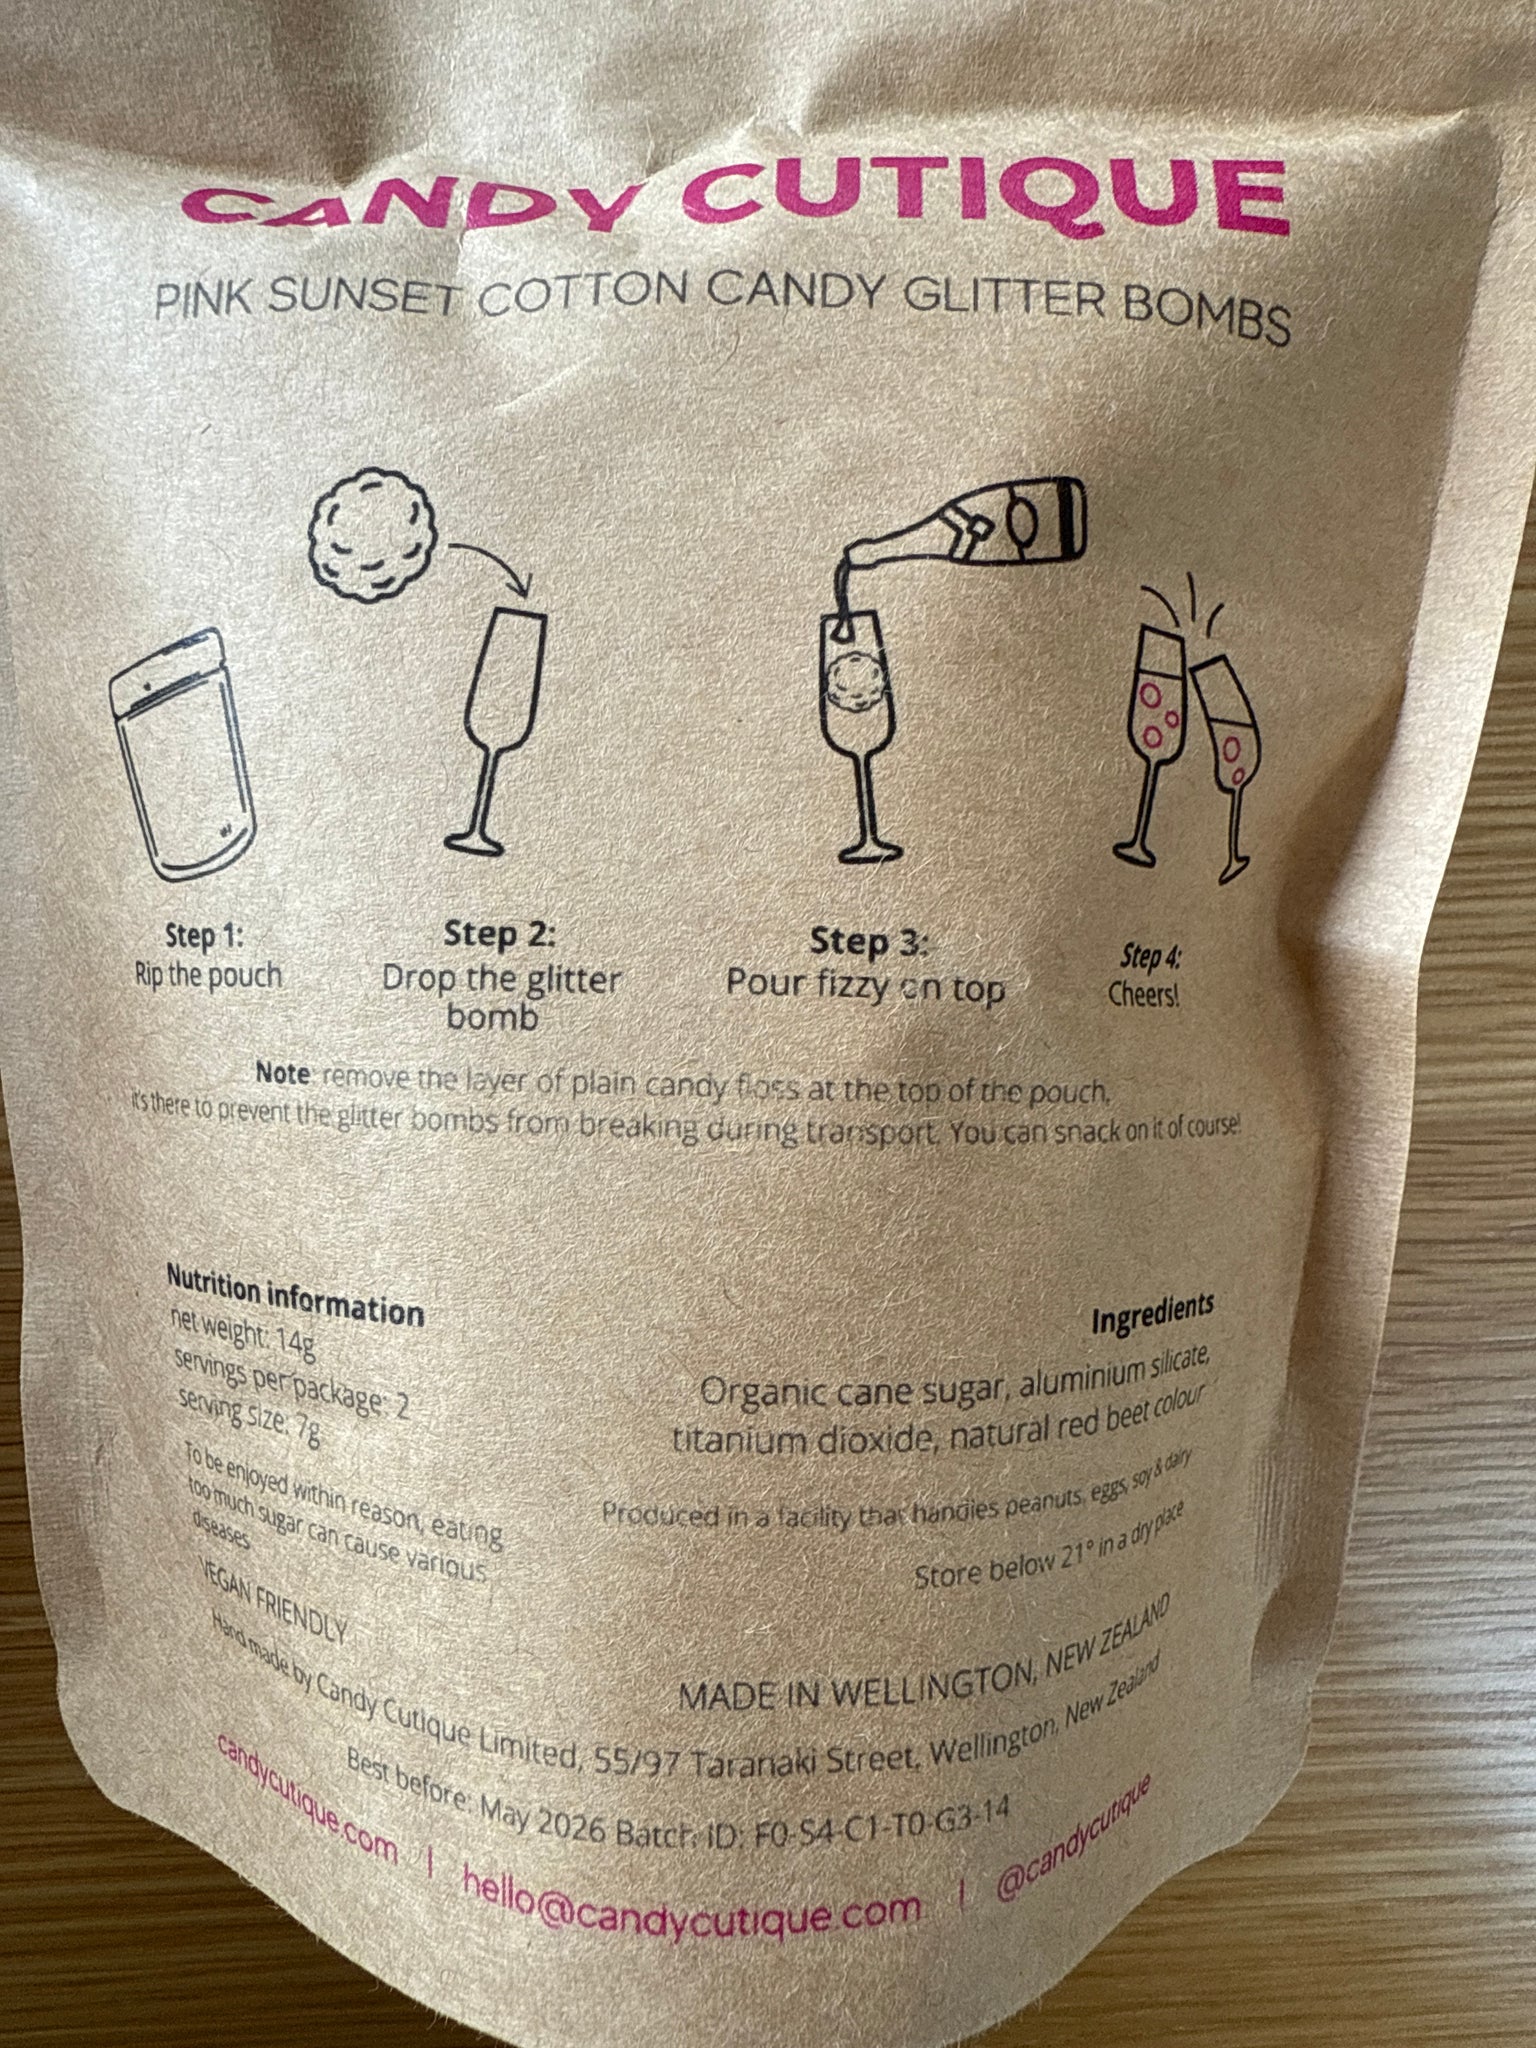 CANDY CUTIQUE
PINK SUNSET COTTON CANDY GLITTER BOMBS
Step 1:
Rip the pouch
Step 2:
Drop the glitter
bomb
Step 3:
Pour fizzy on top
Step 4:
Cheers!
Note: remove the layer of plain candy floss at the top of the pouch,
it's there to prevent the glitter bombs from breaking during transport. You can snack on it of course!
Nutrition information
net weight: 14g
servings per package: 2
serving size: 7g
To be enjoyed within reason, eating
too much sugar can cause various
diseases
VEGAN FRIENDLY
Ingredients
Organic cane sugar, aluminium silicate,
titanium dioxide, natural red beet colour
Produced in a facility that handles peanuts, eggs, soy & dairy
Store below 21° in a dry place
MADE IN WELLINGTON, NEW ZEALAND
Hand made by Candy Cutique Limited, 55/97 Taranaki Street, Wellington, New Zealand
Best before: May 2026 Batch ID: F0-S4-C1-T0-G3-14
candycutique.com | hello@candycutique.com | @candycutique